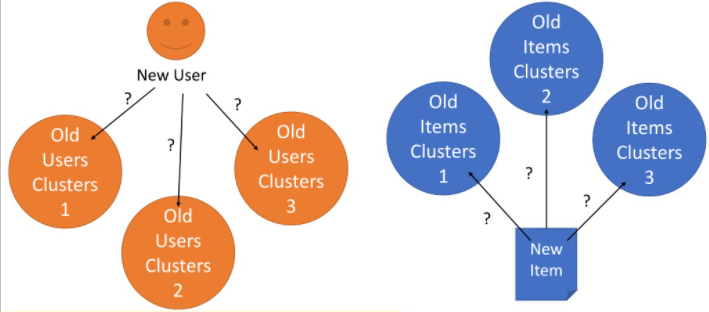 New User
?
?
?
Old
Users
Clusters
1
Old
Users
Clusters
2
Old
Users
Clusters
3
Old
Items
Clusters
1
Old
Items
Clusters
2
Old
Items
Clusters
3
?
?
?
New
Item